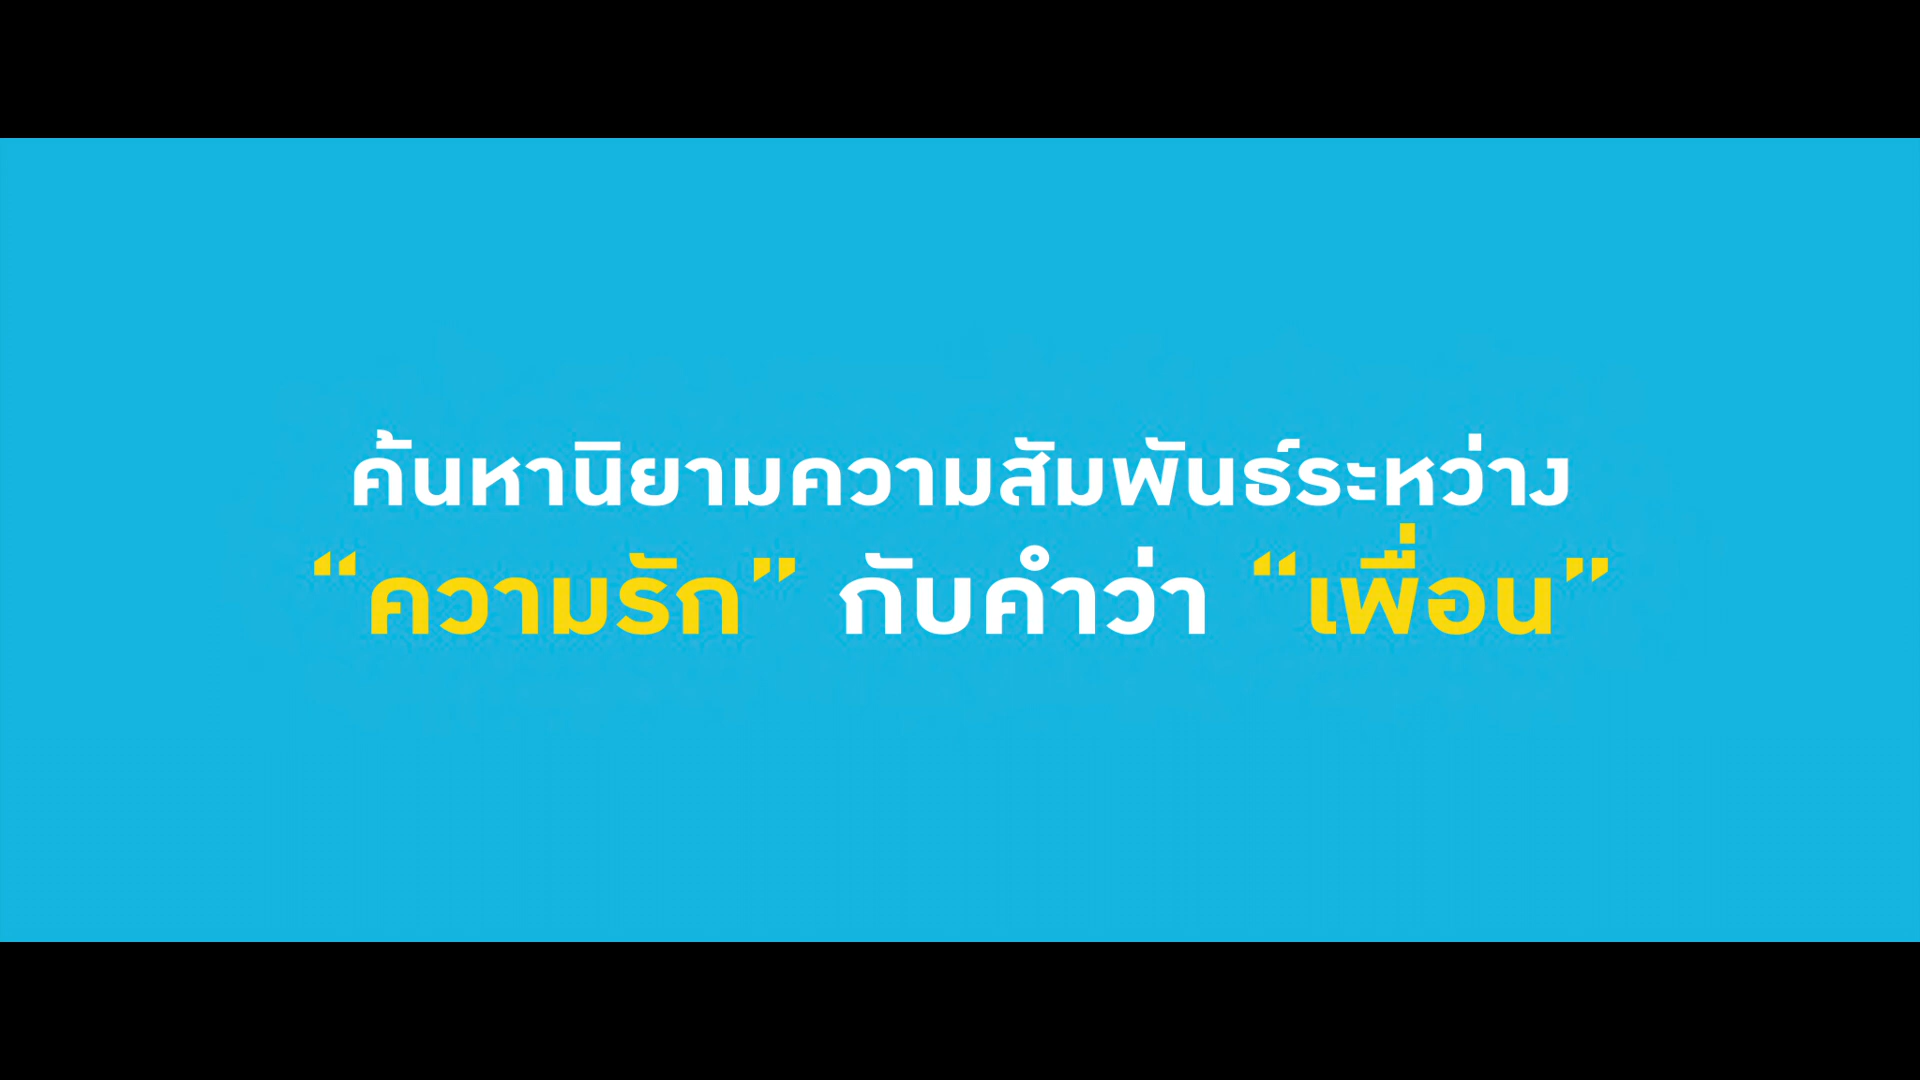 ค้นหานิยามความสัมพันธ์ระหว่าง
“ความรัก” กับคำว่า “เพื่อน”